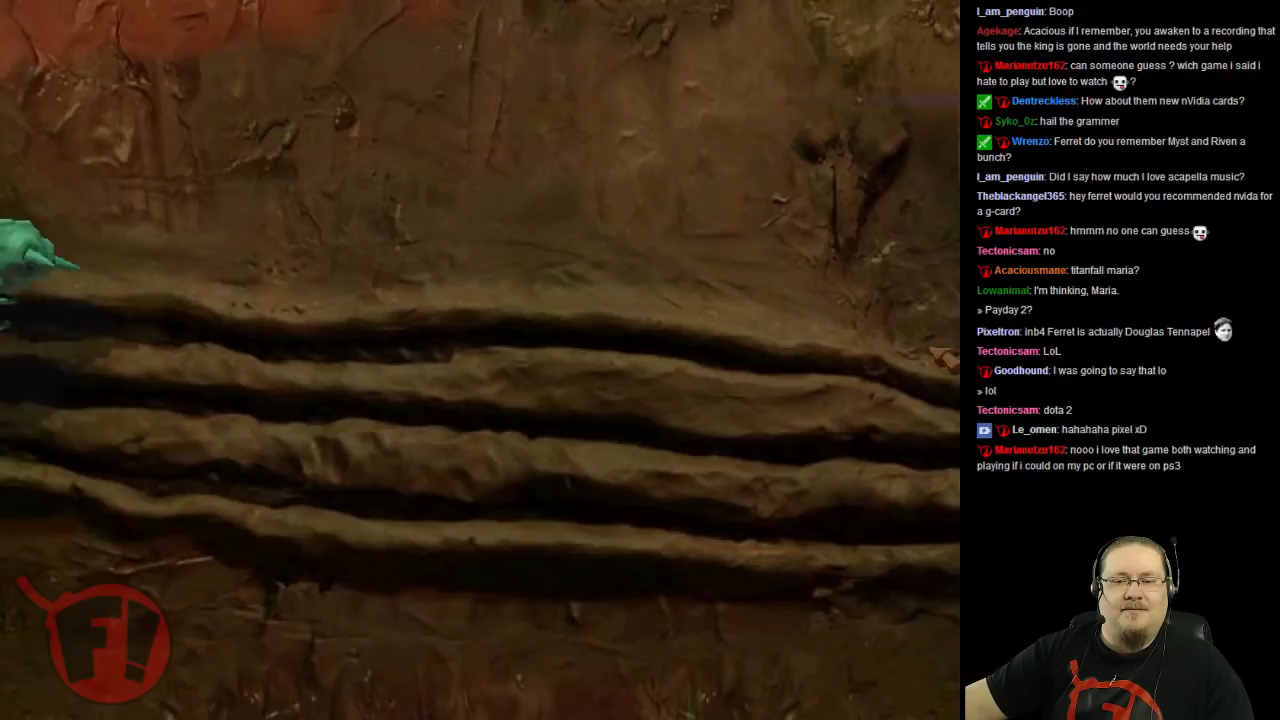 I_am_penguin: Boop
Agekage: Acacious if I remember, you awaken to a recording that
tells you the king is gone and the world needs your help
Marianutzu162: can someone guess ? wich game i said i
hate to play but love to watch ?
Dentreckless: How about them new nVidia cards?
Syko_0z: hail the grammer
Wrenzo: Ferret do you remember Myst and Riven a
bunch?
I_am_penguin: Did I say how much I love acapella music?
Theblackangel365: hey ferret would you recommended nvida for
a g-card?
Marianutzu162: hmmm no one can guess
Tectonicsam: no
Acaciousmane: titanfall maria?
Lowanimal: I'm thinking, Maria.
» Payday 2?
Pixeltron: inb4 Ferret is actually Douglas Tennapel
Tectonicsam: LoL
Goodhound: I was going to say that lo
» lol
Tectonicsam: dota 2
Le_omen: hahahaha pixel xD
Marianutzu162: nooo i love that game both watching and
playing if i could on my pc or if it were on ps3